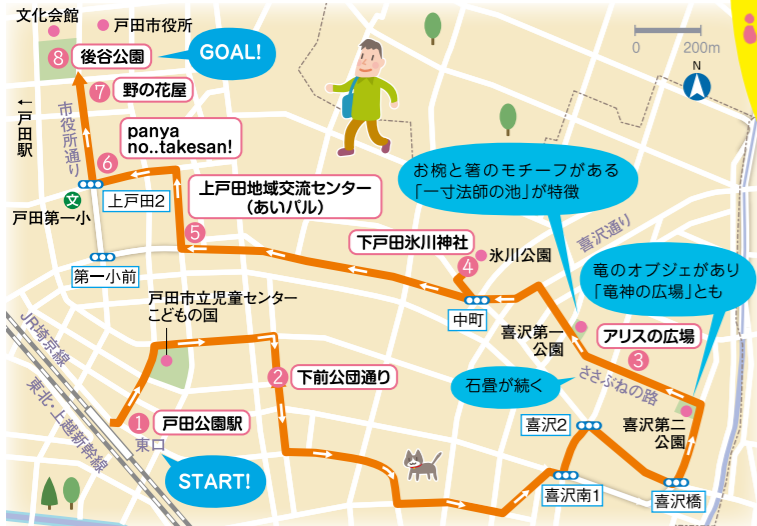 文化会館
戸田市役所
8 後谷公園
GOAL!
0 200m
N
7 野の花屋
←戸田駅
市役所通り
panya
no..takesan!
6
文
戸田第一小
上戸田2
上戸田地域交流センター
(あいパル)
5
第一小前
お椀と箸のモチーフがある
「一寸法師の池」が特徴
喜沢通り
下戸田氷川神社
4
氷川公園
竜のオブジェがあり
「竜神の広場」とも
中町
喜沢第一
公園
アリスの広場
3
ささぶねの路
石畳が続く
戸田市立児童センター
こどもの国
JR埼京線
東北・上越新幹線
2 下前公団通り
1 戸田公園駅
東口
START!
喜沢2
喜沢第二
公園
喜沢南1
喜沢橋